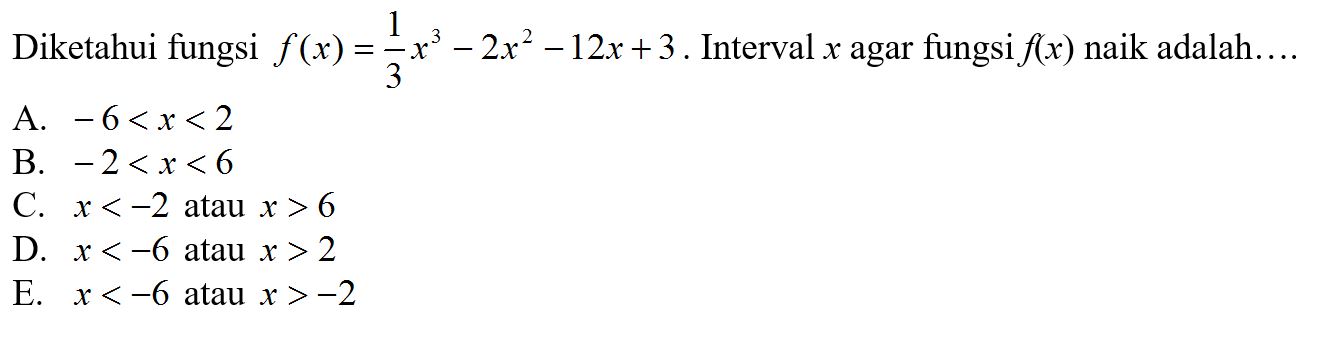 Diketahui fungsi f(x) = \frac{1}{3}x³ − 2x² − 12x + 3 . Interval x agar fungsi f(x) naik adalah….
A. − 6 < x < 2
B. − 2 < x < 6
C. x < −2 atau x > 6
D. x < −6 atau x > 2
E. x < −6 atau x > −2